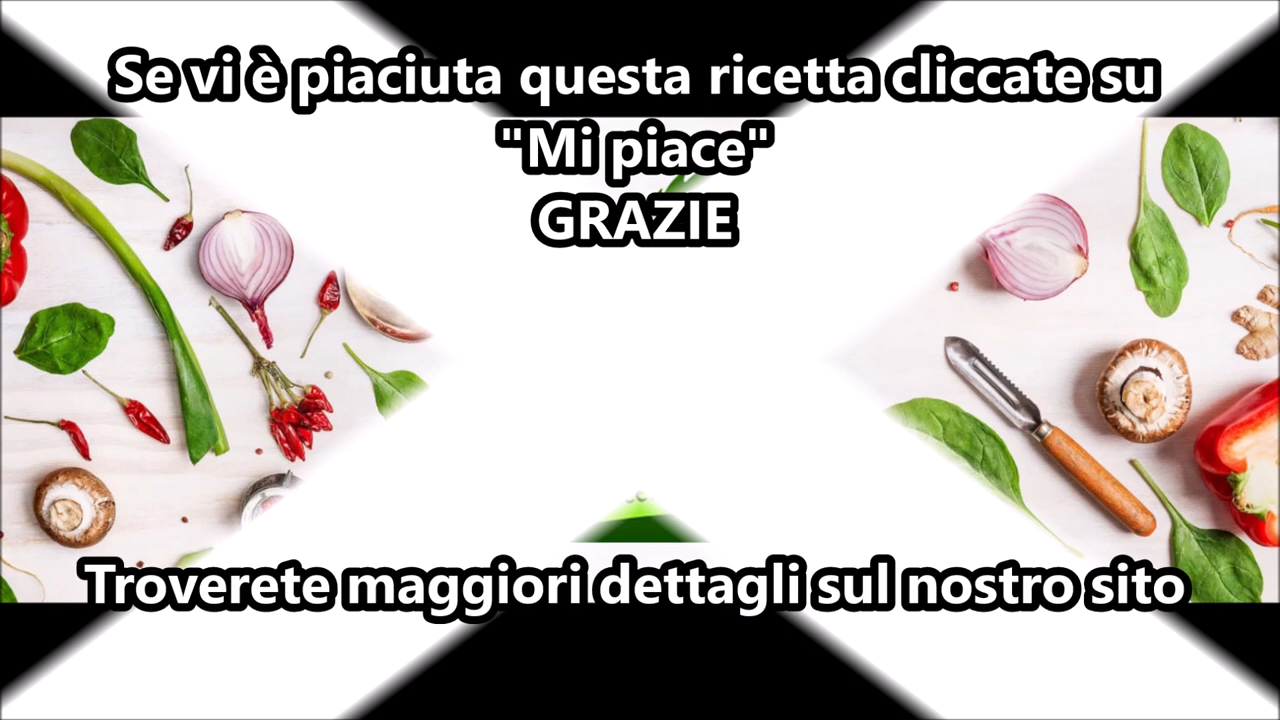 Se vi è piaciuta questa ricetta cliccate su
"Mi piace"
GRAZIE
Troverete maggiori dettagli sul nostro sito